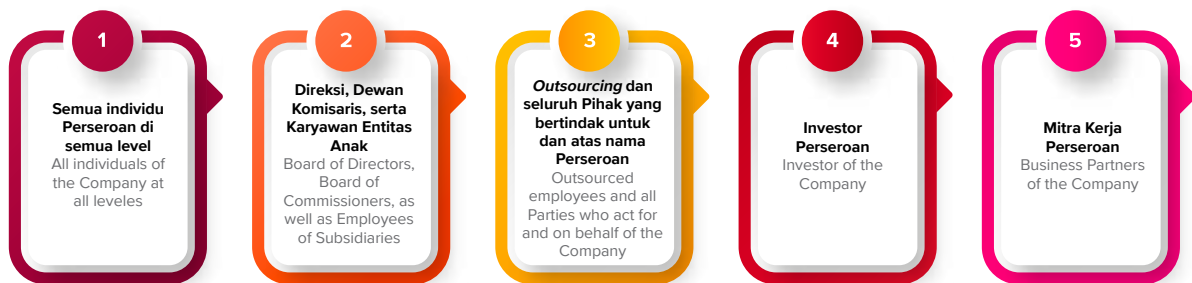 1
Semua individu
Perseroan di
semua level
All individuals of
the Company at
all leveles
2
Direksi, Dewan
Komisaris, serta
Karyawan Entitas
Anak
Board of Directors,
Board of
Commissioners, as
well as Employees
of Subsidiaries
3
Outsourcing dan
seluruh Pihak yang
bertindak untuk
dan atas nama
Perseroan
Outsourced
employees and all
Parties who act for
and on behalf of the
Company
4
Investor
Perseroan
Investor of the
Company
5
Mitra Kerja
Perseroan
Business Partners
of the Company